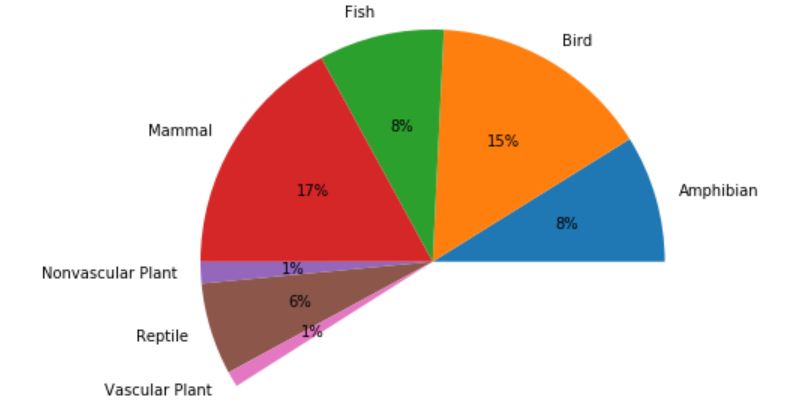 Fish
Bird
Mammal
8%
15%
17%
Amphibian
8%
Nonvascular Plant
1%
6%
Reptile
1%
Vascular Plant